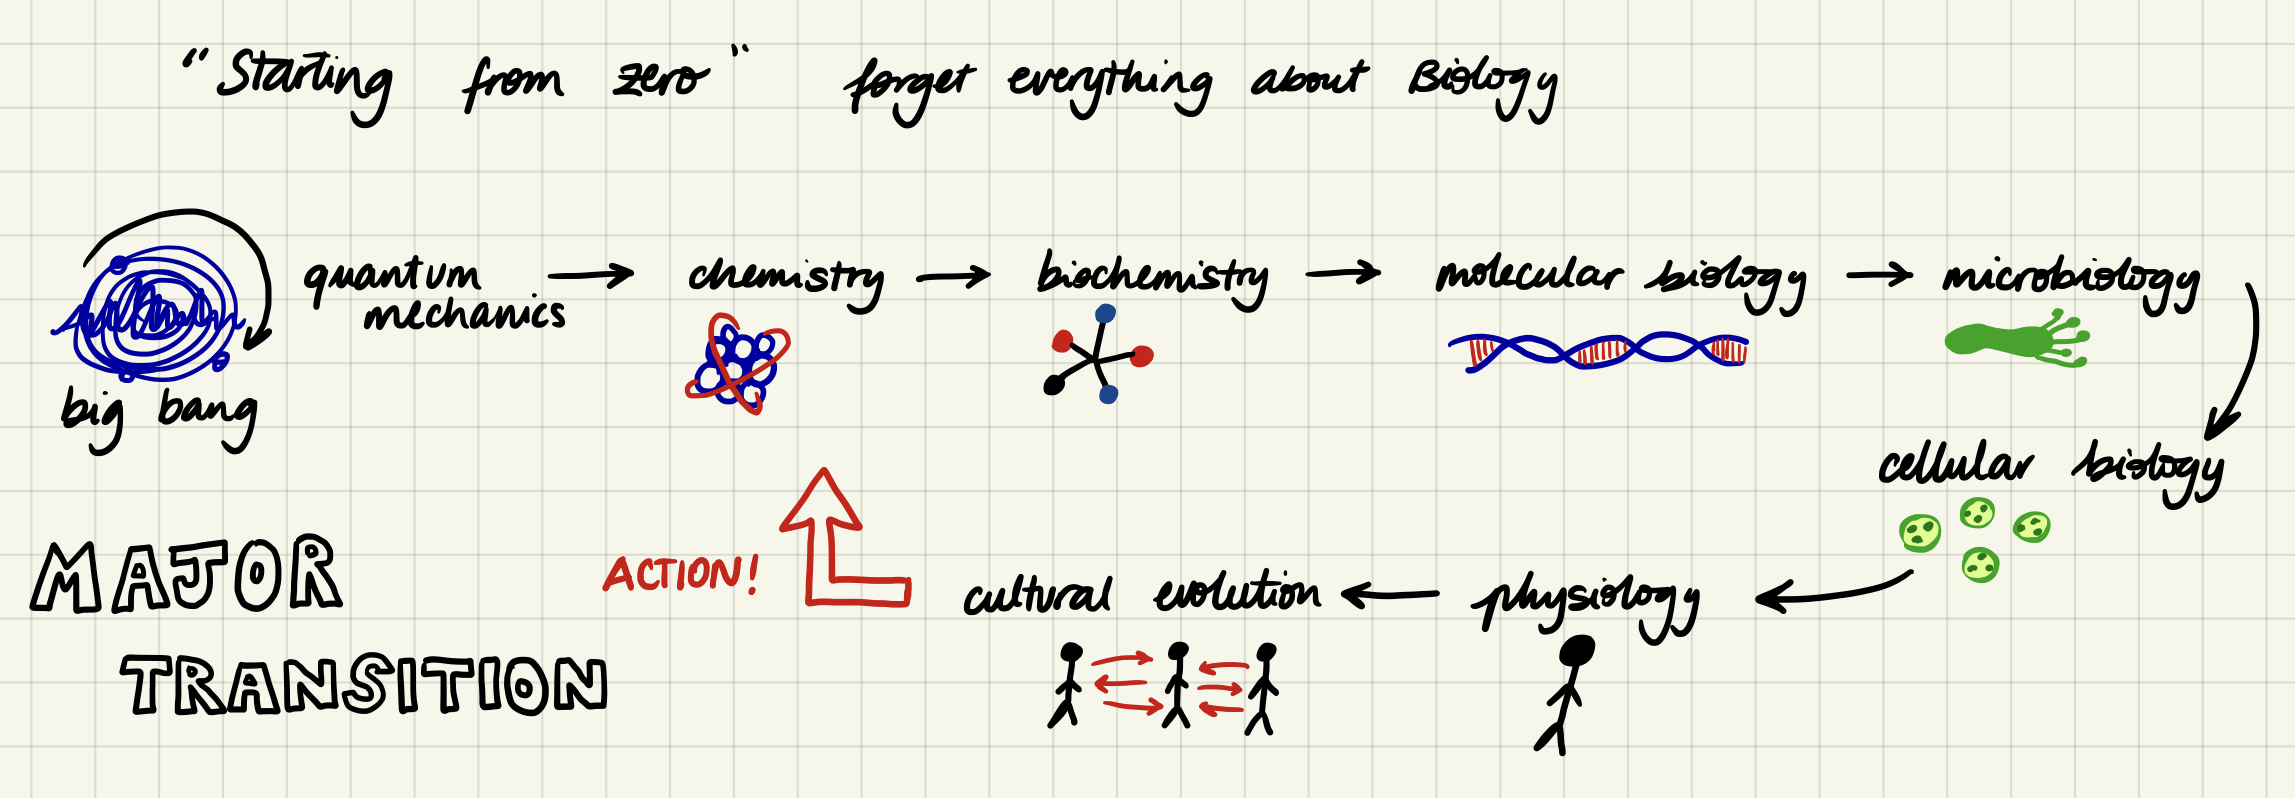 "Starting from zero" forget everything about Biology
quantum mechanics → chemistry → biochemistry → molecular biology → microbiology
big bang
cellular biology
MAJOR
ACTION!
cultural evolution ← physiology
TRANSITION